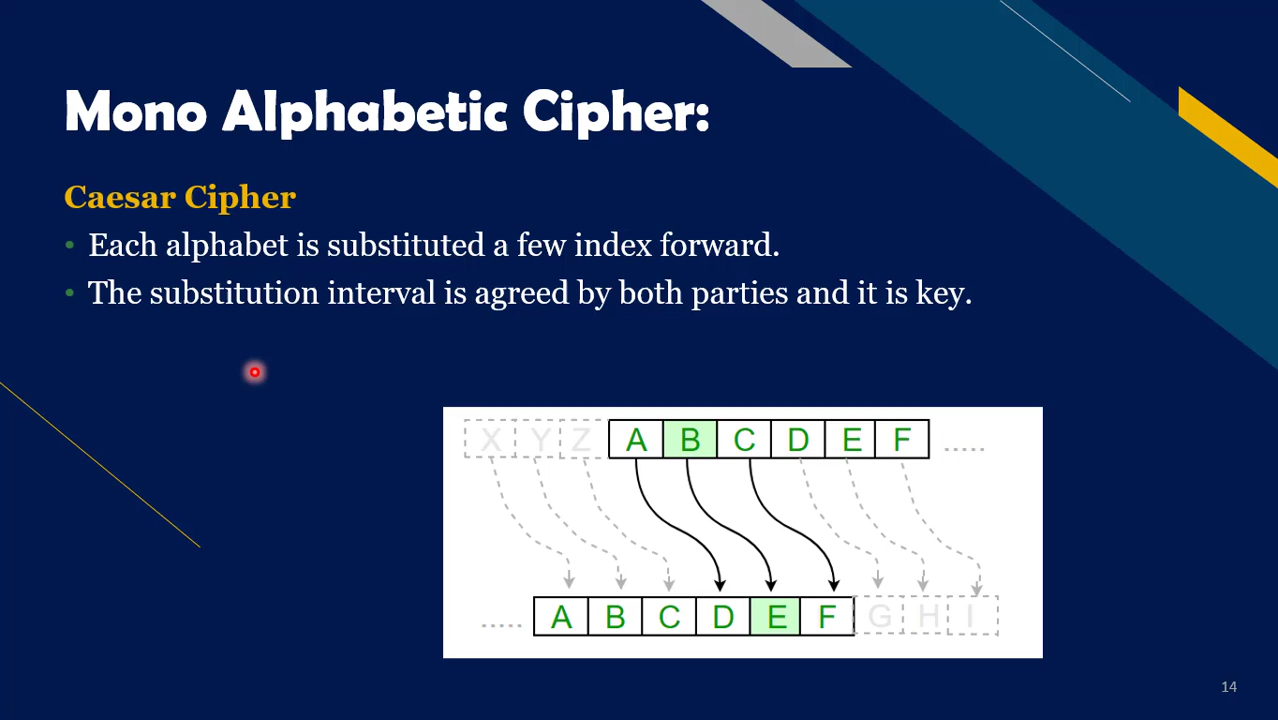 Mono Alphabetic Cipher:
Caesar Cipher
• Each alphabet is substituted a few index forward.
• The substitution interval is agreed by both parties and it is key.
X Y Z A B C D E F .....
..... A B C D E F G H I
14